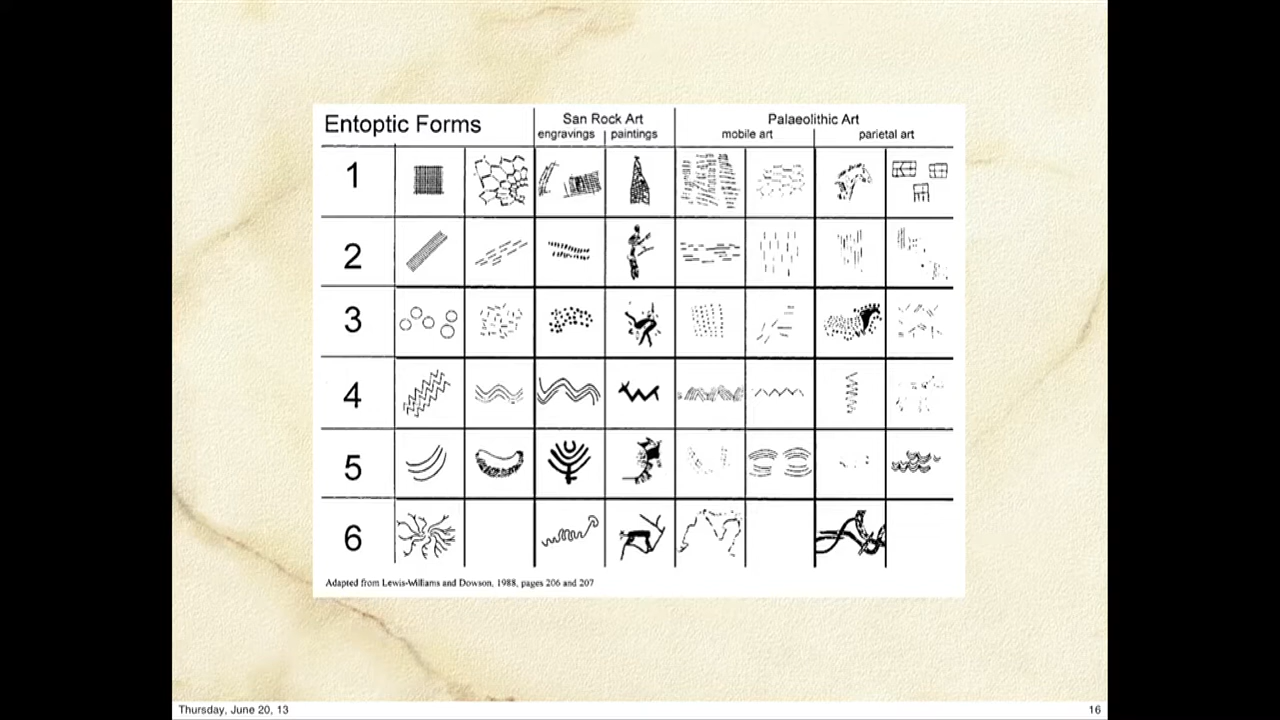 Entoptic Forms
San Rock Art
engravings paintings
Palaeolithic Art
mobile art parietal art
1
2
3
4
5
6
Adapted from Lewis-Williams and Dowson, 1988, pages 206 and 207
Thursday, June 20, 13
16